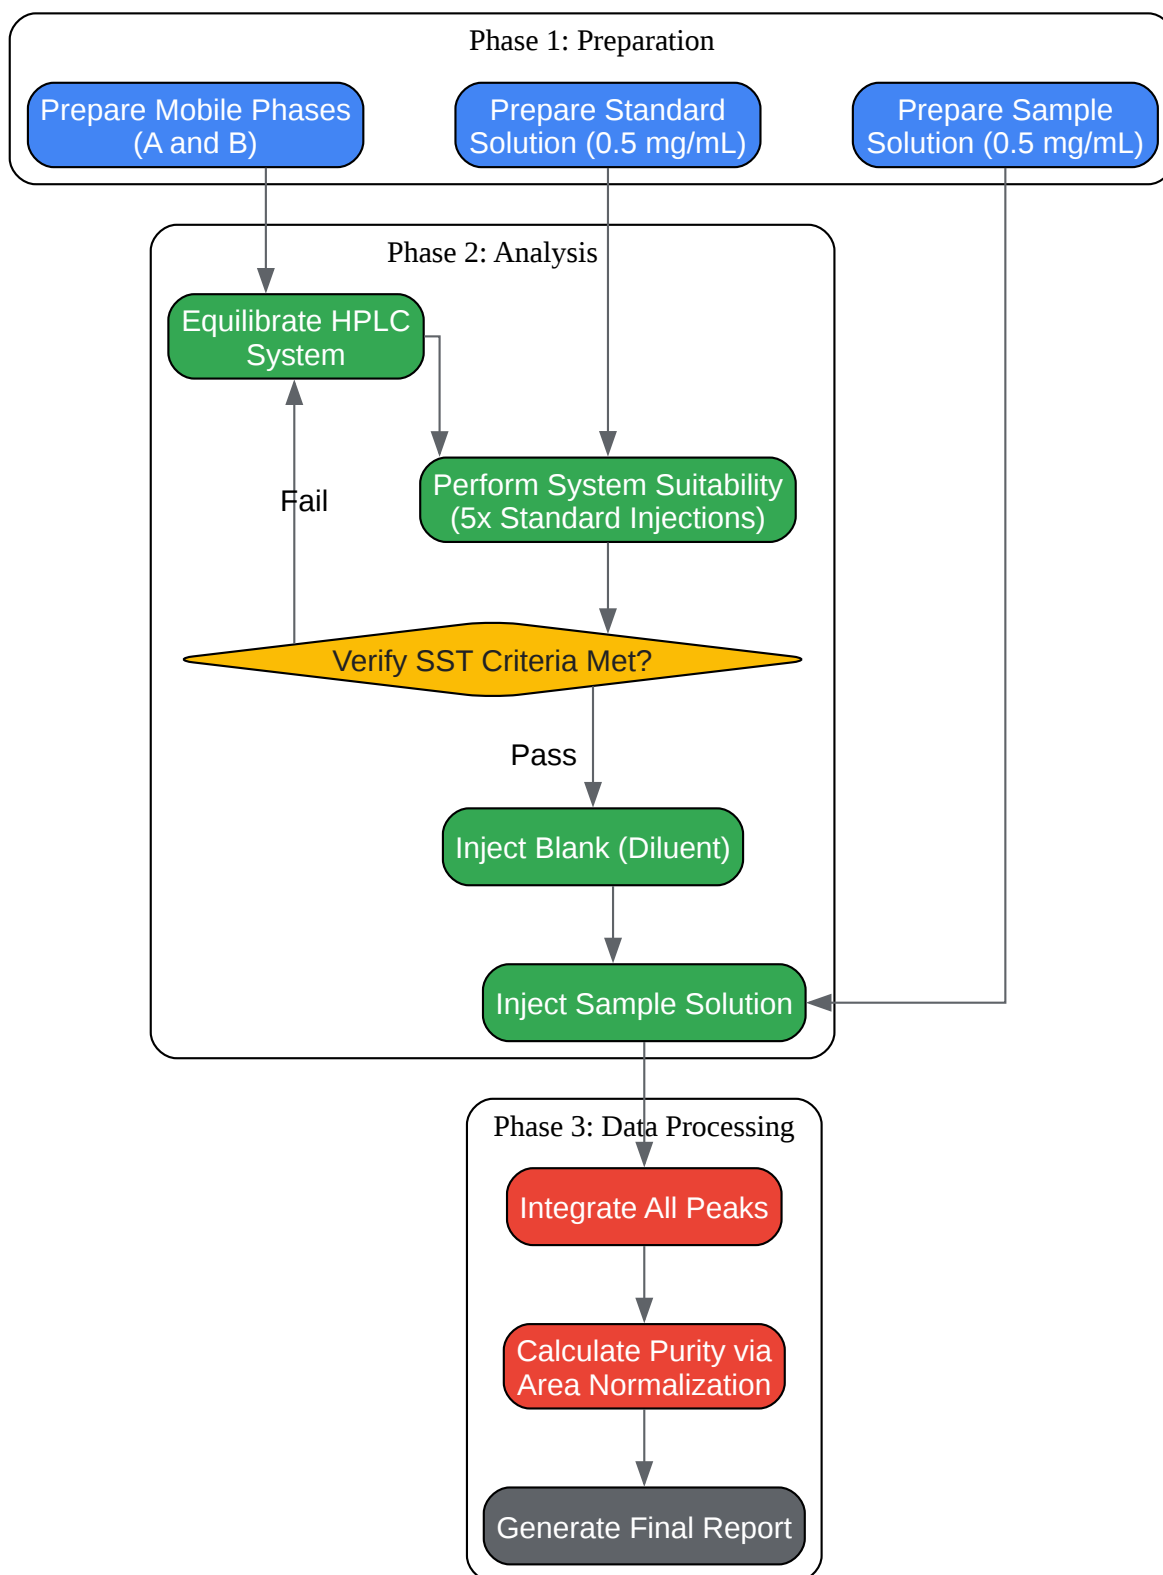 Phase 1: Preparation
Prepare Mobile Phases
(A and B)
Prepare Standard
Solution (0.5 mg/mL)
Prepare Sample
Solution (0.5 mg/mL)
Phase 2: Analysis
Equilibrate HPLC
System
Perform System Suitability
(5x Standard Injections)
Fail
Verify SST Criteria Met?
Pass
Inject Blank (Diluent)
Inject Sample Solution
Phase 3: Data Processing
Integrate All Peaks
Calculate Purity via
Area Normalization
Generate Final Report